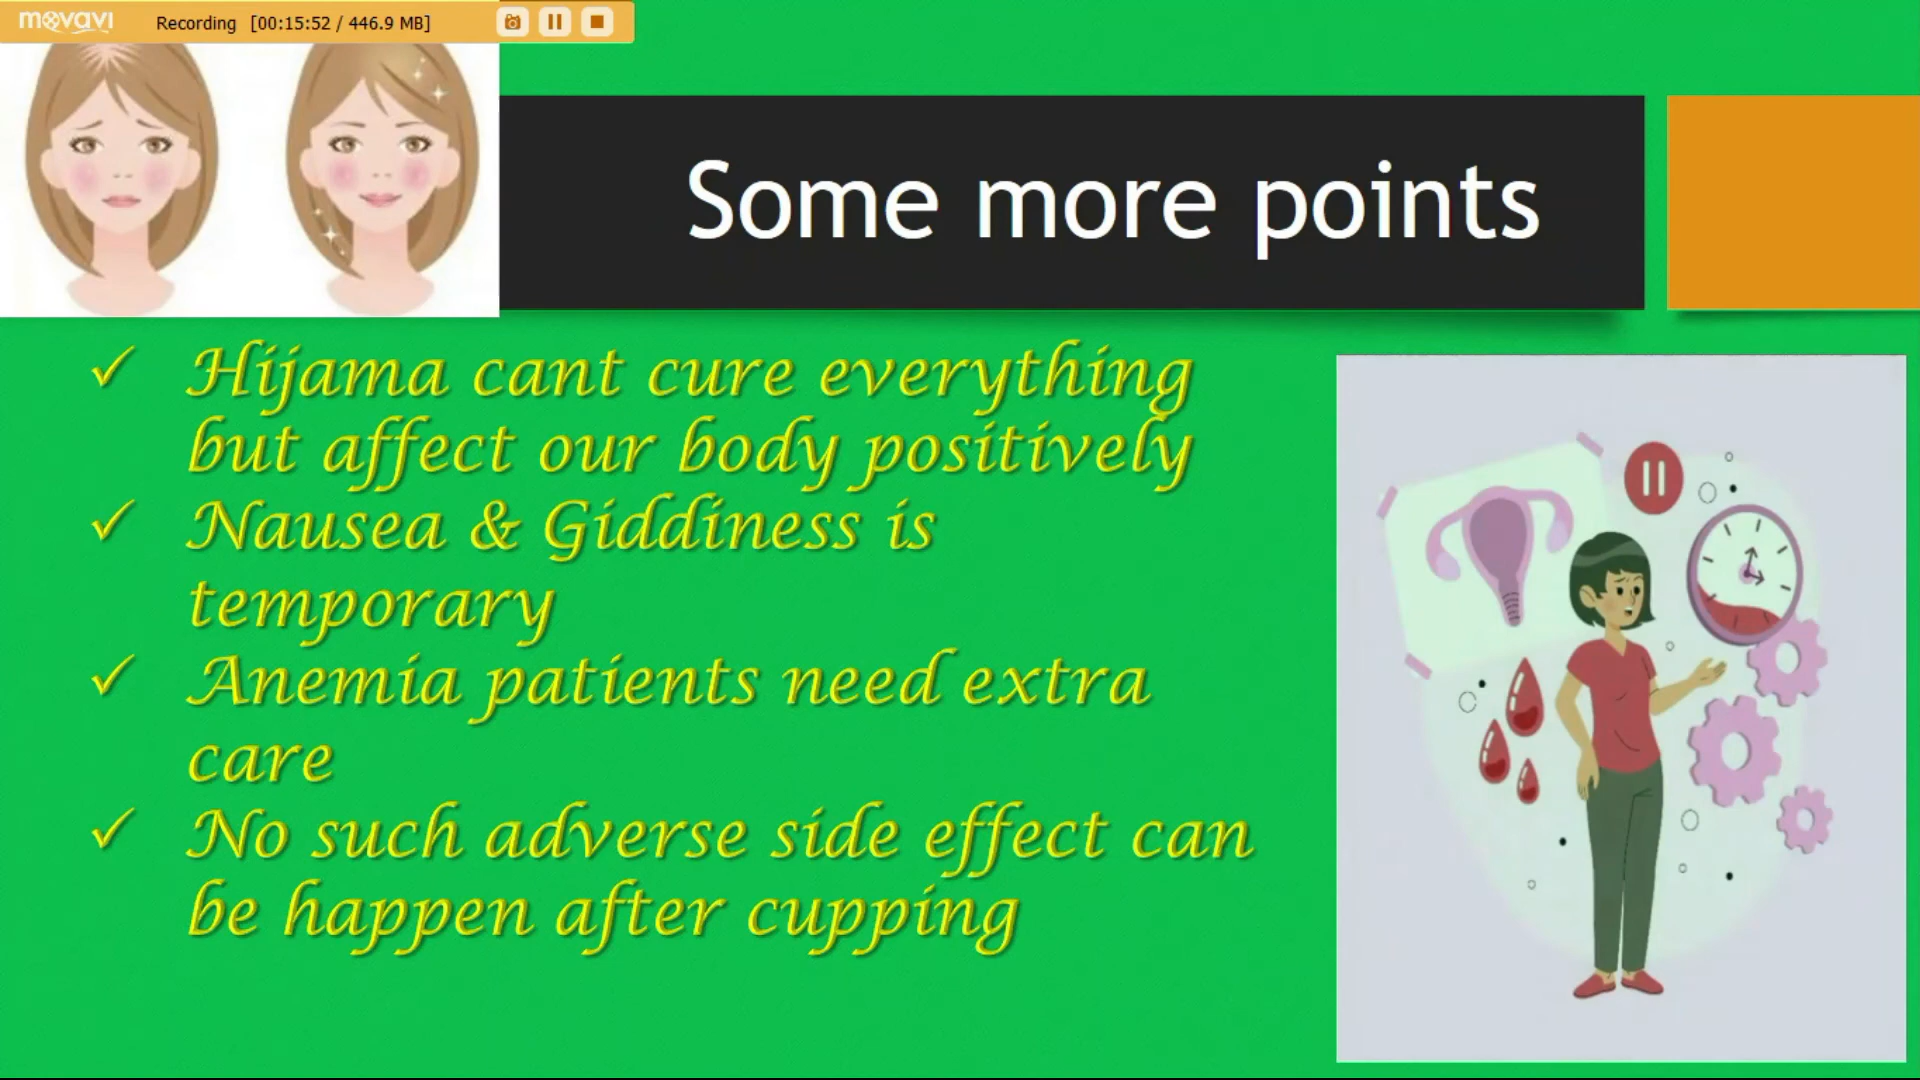 movavi
Recording [00:15:52 / 446.9 MB]
Some more points
✓ Hijama cant cure everything
but affect our body positively
✓ Nausea & Giddiness is
temporary
✓ Anemia patients need extra
care
✓ No such adverse side effect can
be happen after cupping